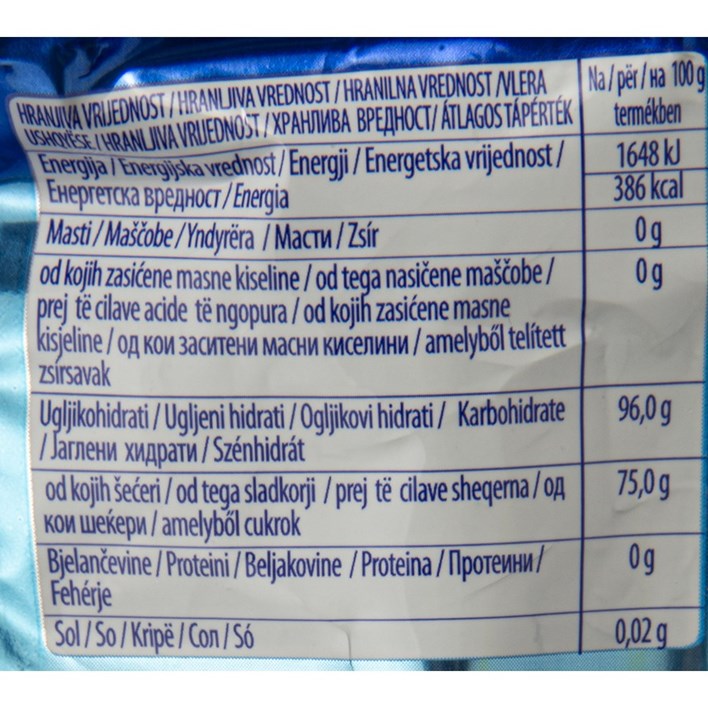 HRANJIVA VRIJEDNOST / HRANLJIVA VREDNOST / HRANILNA VREDNOST /VLERA
USHQYESE / HRANLJIVA VRIJEDNOST / ХРАНЛИВА ВРЕДНОСТ / ÁTLAGOS TÁPÉRTÉK
Na / për / на 100 g
termékben
Energija / Energijska vrednost / Energji / Energetska vrijednost /
Енергетска вредност / Energia
1648 kJ
386 kcal
Masti / Maščobe / Yndyrëra / Масти / Zsír
0 g
od kojih zasićene masne kiseline / od tega nasičene maščobe /
prej të cilave acide të ngopura / od kojih zasićene masne
kisjeline / од кои заситени масни киселини / amelyből telített
zsírsavak
0 g
Ugljikohidrati / Ugljeni hidrati / Ogljikovi hidrati / Karbohidrate
/ Јаглени хидрати / Szénhidrát
96,0 g
od kojih šećeri / od tega sladkorji / prej të cilave sheqerna / од
кои шеќери / amelyből cukrok
75,0 g
Bjelančevine / Proteini / Beljakovine / Proteina / Протеини /
Fehérje
0 g
Sol / So / Kripë / Сол / Só
0,02 g